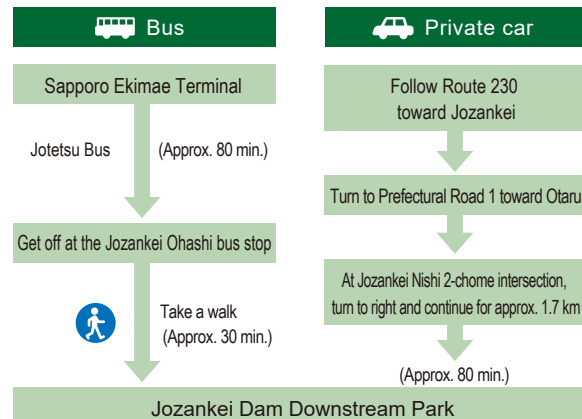 Bus
Sapporo Ekimae Terminal
Jotetsu Bus (Approx. 80 min.)
Get off at the Jozankei Ohashi bus stop
Take a walk
(Approx. 30 min.)
Private car
Follow Route 230
toward Jozankei
Turn to Prefectural Road 1 toward Otaru
At Jozankei Nishi 2-chome intersection,
turn to right and continue for approx. 1.7 km
(Approx. 80 min.)
Jozankei Dam Downstream Park